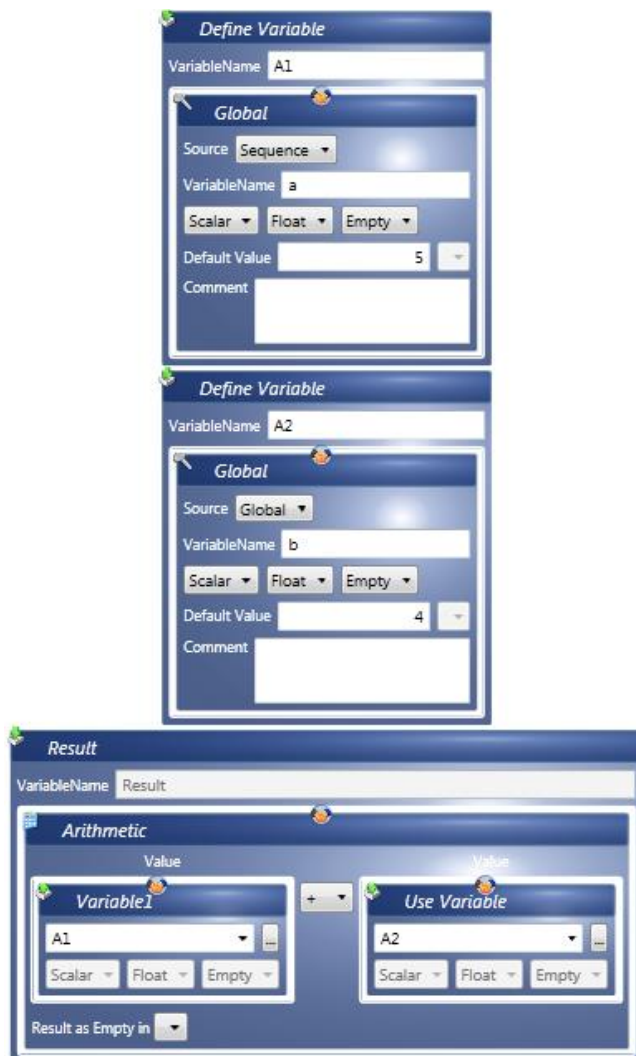 Define Variable
VariableName A1
Global
Source Sequence
VariableName a
Scalar Float Empty
Default Value 5
Comment
Define Variable
VariableName A2
Global
Source Global
VariableName b
Scalar Float Empty
Default Value 4
Comment
Result
VariableName Result
Arithmetic
Value Value
Variable1 + Use Variable
A1 ... A2 ...
Scalar Float Empty Scalar Float Empty
Result as Empty in